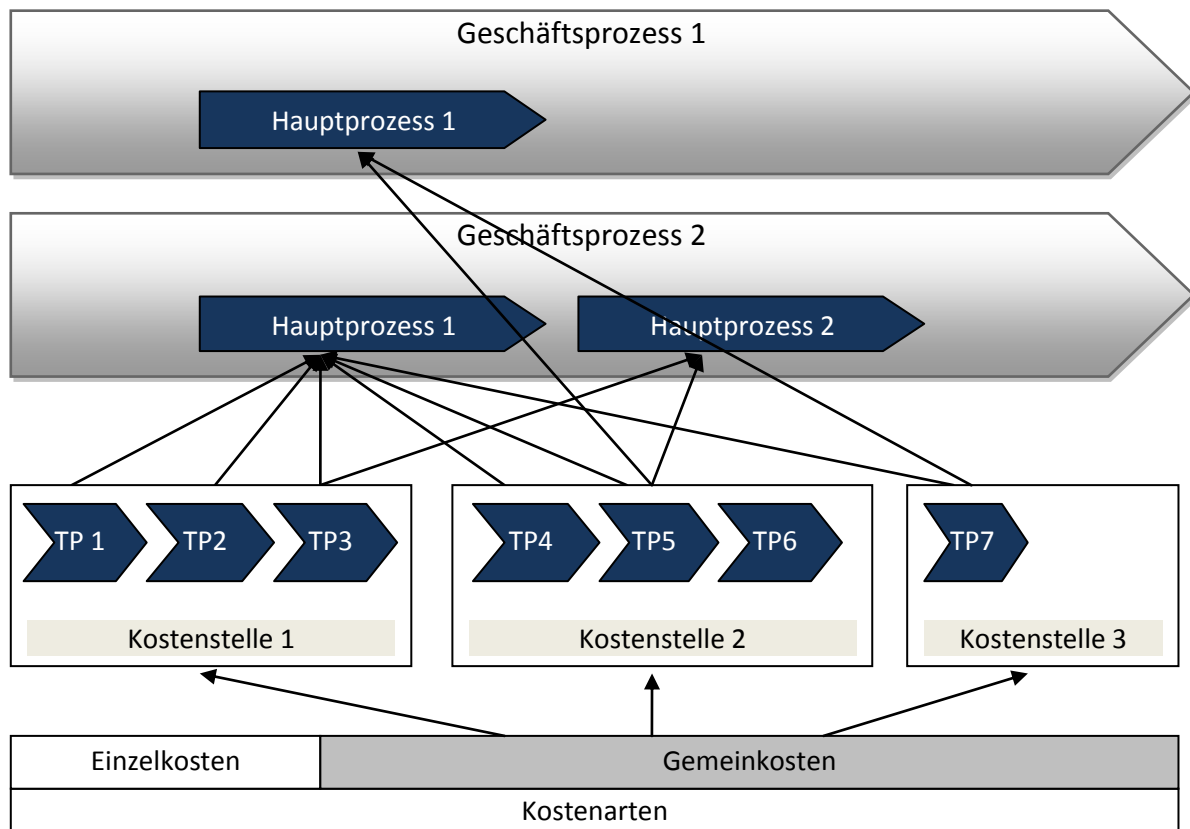 Geschäftsprozess 1
Hauptprozess 1
Geschäftsprozess 2
Hauptprozess 1
Hauptprozess 2
TP 1
TP2
TP3
TP4
TP5
TP6
TP7
Kostenstelle 1
Kostenstelle 2
Kostenstelle 3
Einzelkosten
Gemeinkosten
Kostenarten